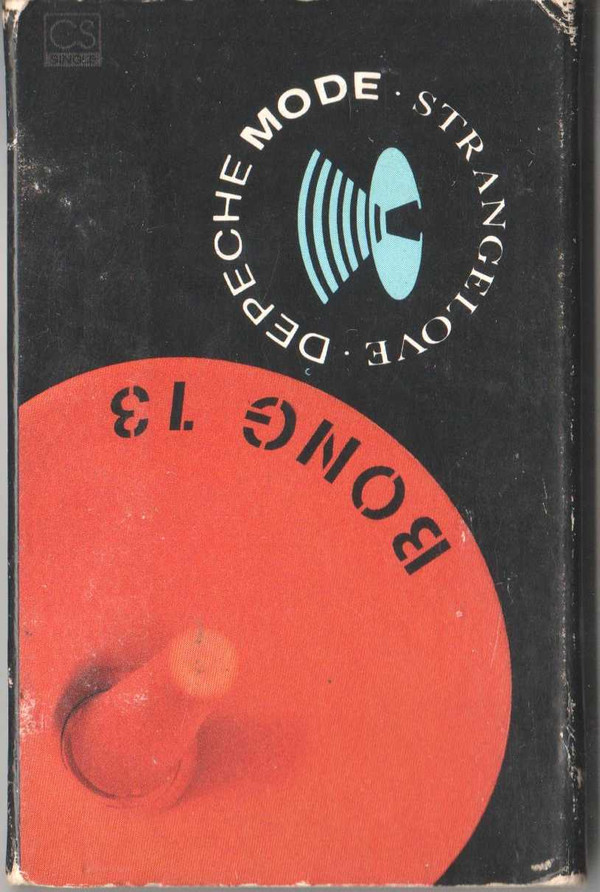 CS
SINGLE
DEPECHE MODE · STRANGELOVE ·
BONG 13